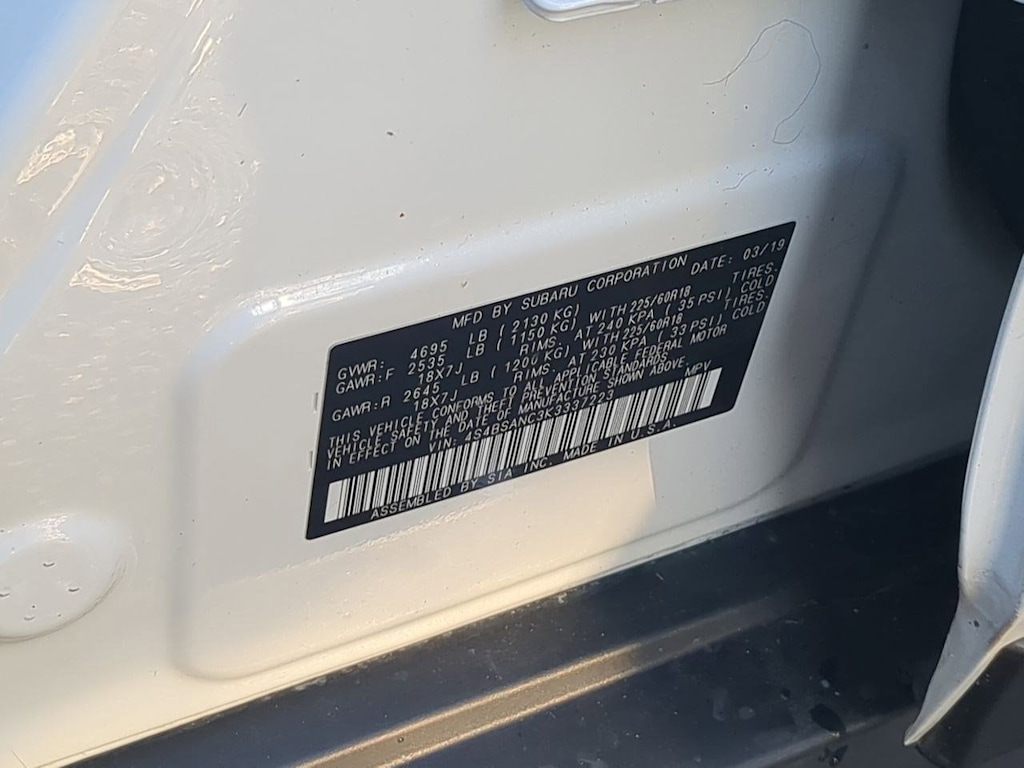 MFD BY SUBARU CORPORATION DATE: 03/19
GVWR: 4695 LB ( 2130 KG)
GAWR:F 2535 LB ( 1150 KG) WITH 225/60R18 TIRES,
18X7J RIMS, AT 240 KPA ( 35 PSI) COLD
GAWR:R 2645 LB ( 1200 KG) WITH 225/60R18 TIRES,
18X7J RIMS, AT 230 KPA ( 33 PSI) COLD
THIS VEHICLE CONFORMS TO ALL APPLICABLE FEDERAL MOTOR
VEHICLE SAFETY AND THEFT PREVENTION STANDARDS
IN EFFECT ON THE DATE OF MANUFACTURE SHOWN ABOVE.
VIN: 4S4BSANC3K3337223 MPV
ASSEMBLED BY SIA INC. MADE IN U.S.A.